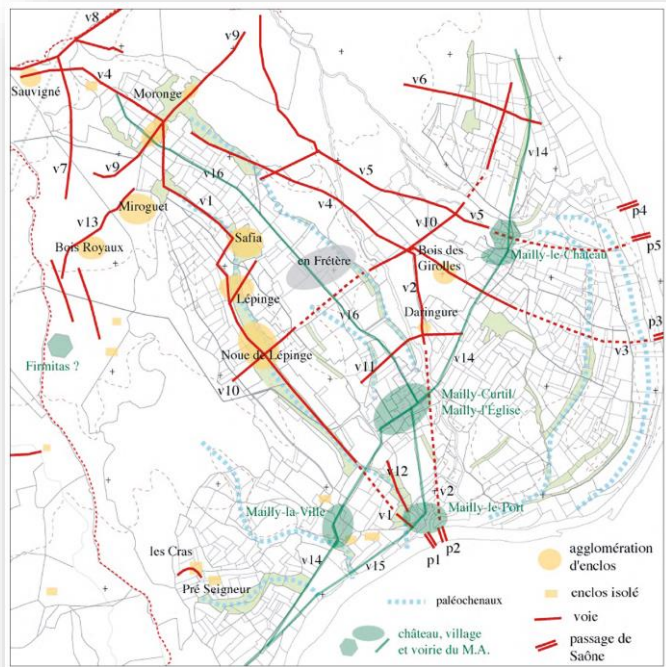 v8
v9
v4
Sauvigné
Moronge
v6
v14
v9
v16
v7
v5
v1
v4
v10
v5
p4
v13
Miroguet
Bois Royaux
Safia
en Frétère
Bois des
Girolles
Mailly-le-Château
p5
v2
Lépinge
v16
Daringure
p3
Firmitas ?
Noue de Lépinge
v14
v3
v10
v11
Mailly-Curtil/
Mailly-l'Église
v12
Mailly-la-Ville
v1
v2
Mailly-le-Port
les Cras
v14
v15
p1
p2
Pré Seigneur
agglomération
d'enclos
enclos isolé
paléochenaux
voie
château, village
et voirie du M.A.
passage de
Saône